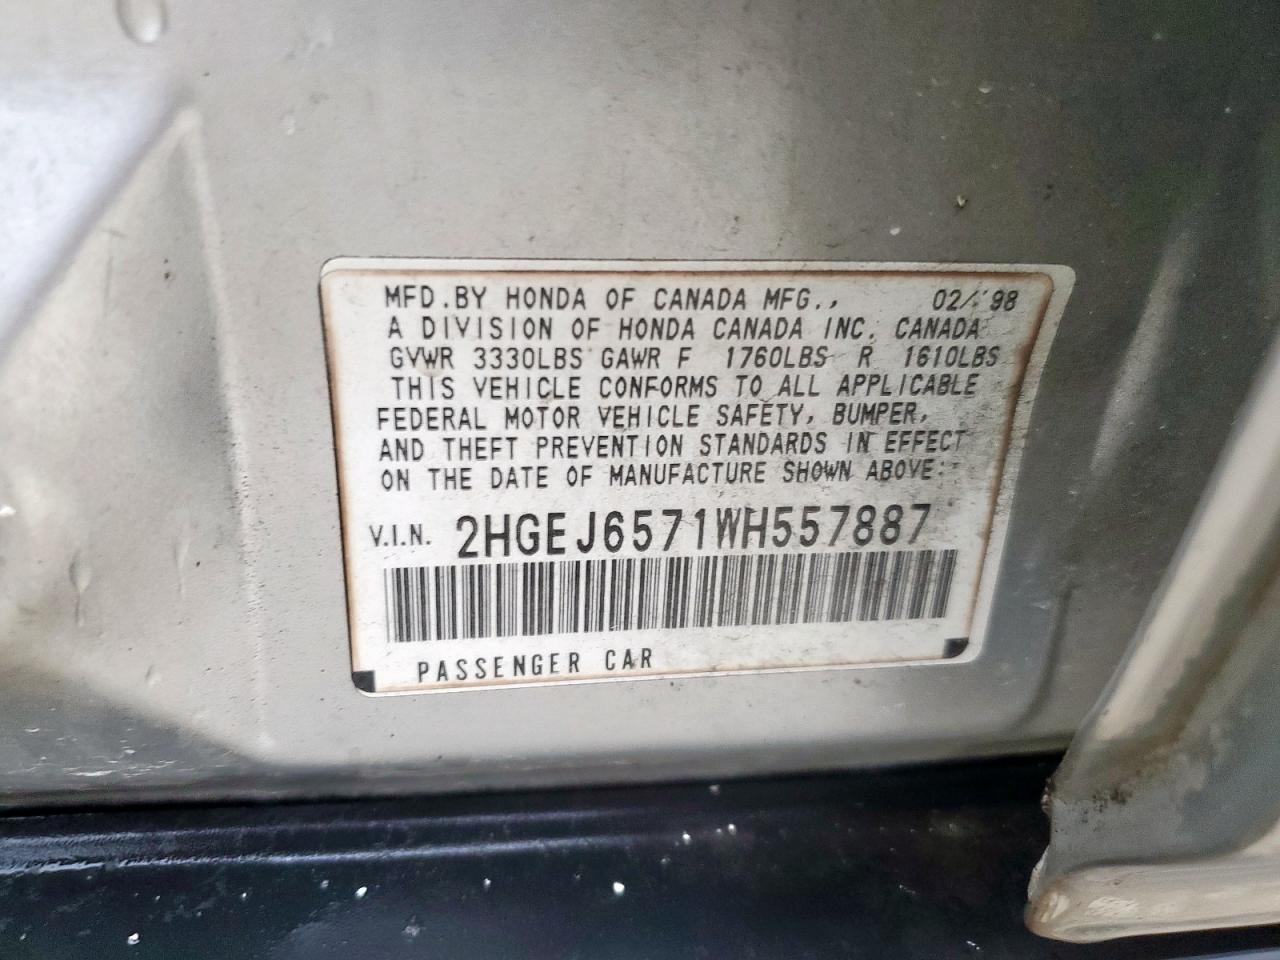 MFD.BY HONDA OF CANADA MFG., 02/'98
A DIVISION OF HONDA CANADA INC. CANADA
GVWR 3330LBS GAWR F 1760LBS R 1610LBS
THIS VEHICLE CONFORMS TO ALL APPLICABLE
FEDERAL MOTOR VEHICLE SAFETY, BUMPER,
AND THEFT PREVENTION STANDARDS IN EFFECT
ON THE DATE OF MANUFACTURE SHOWN ABOVE:
V.I.N. 2HGEJ6571WH557887
PASSENGER CAR